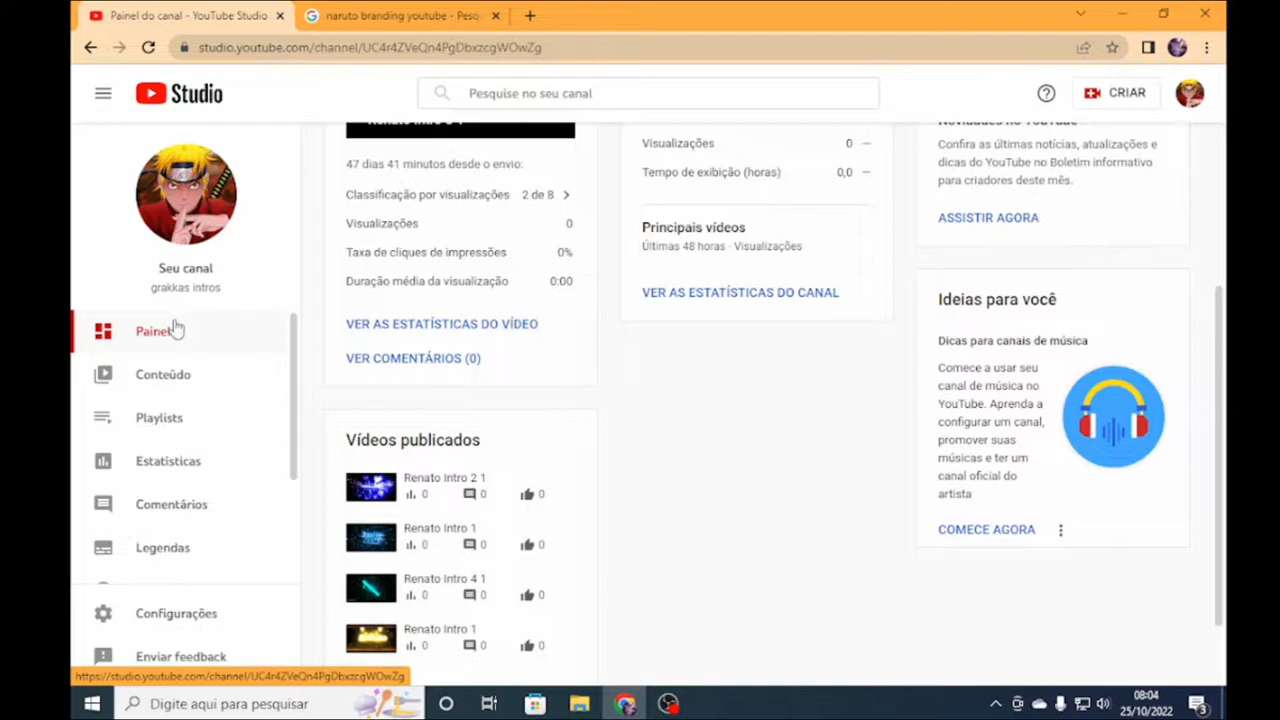 Painel do canal - YouTube Studio
naruto branding youtube - Pesq
studio.youtube.com/channel/UC4r4ZVeQn4PgDbxzcgWOwZg
Studio
Pesquise no seu canal
CRIAR
Seu canal
grakkas intros
Painel
Conteúdo
Playlists
Estatísticas
Comentários
Legendas
Configurações
Enviar feedback
47 dias 41 minutos desde o envio:
Classificação por visualizações 2 de 8
Visualizações 0
Taxa de cliques de impressões 0%
Duração média da visualização 0:00
VER AS ESTATÍSTICAS DO VÍDEO
VER COMENTÁRIOS (0)
Vídeos publicados
Renato Intro 2 1
0 0 0
Renato Intro 1
0 0 0
Renato Intro 4 1
0 0 0
Renato Intro 1
0 0 0
Visualizações 0 —
Tempo de exibição (horas) 0,0 —
Principais vídeos
Últimas 48 horas · Visualizações
VER AS ESTATÍSTICAS DO CANAL
Novidades no YouTube
Confira as últimas notícias, atualizações e
dicas do YouTube no Boletim informativo
para criadores deste mês.
ASSISTIR AGORA
Ideias para você
Dicas para canais de música
Comece a usar seu
canal de música no
YouTube. Aprenda a
configurar um canal,
promover suas
músicas e ter um
canal oficial do
artista
COMECE AGORA
https://studio.youtube.com/channel/UC4r4ZVeQn4PgDbxzcgWOwZg
Digite aqui para pesquisar
08:04
25/10/2022
3